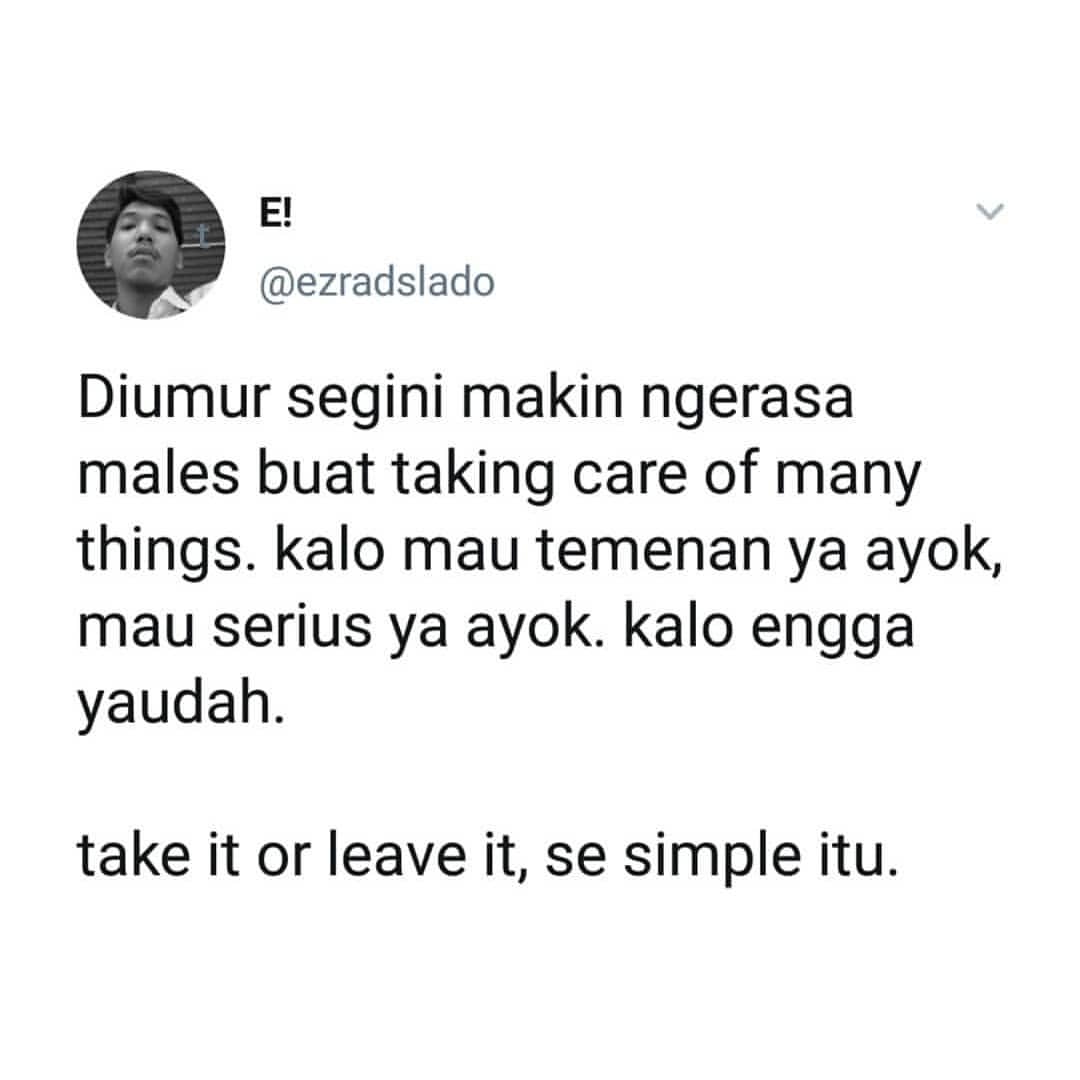 E!
@ezradslado
Diumur segini makin ngerasa
males buat taking care of many
things. kalo mau temenan ya ayok,
mau serius ya ayok. kalo engga
yaudah.
take it or leave it, se simple itu.